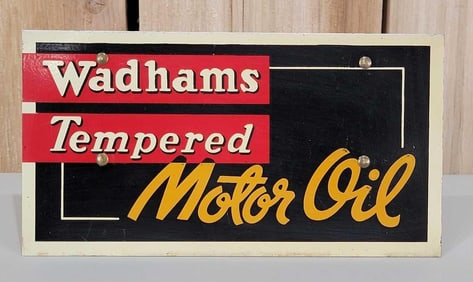 Wadhams
Tempered
Motor Oil